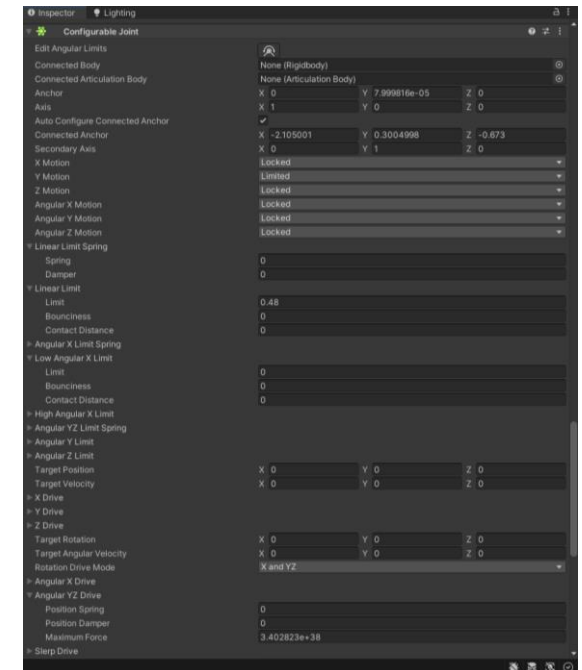 Inspector Lighting
Configurable Joint
Edit Angular Limits
Connected Body None (Rigidbody)
Connected Articulation Body None (Articulation Body)
Anchor X 0 Y 7.999816e-05 Z 0
Axis X 1 Y 0 Z 0
Auto Configure Connected Anchor
Connected Anchor X -2.105001 Y 0.3004998 Z -0.673
Secondary Axis X 0 Y 1 Z 0
X Motion Locked
Y Motion Limited
Z Motion Locked
Angular X Motion Locked
Angular Y Motion Locked
Angular Z Motion Locked
Linear Limit Spring
Spring 0
Damper 0
Linear Limit
Limit 0.48
Bounciness 0
Contact Distance 0
Angular X Limit Spring
Low Angular X Limit
Limit 0
Bounciness 0
Contact Distance 0
High Angular X Limit
Angular YZ Limit Spring
Angular Y Limit
Angular Z Limit
Target Position X 0 Y 0 Z 0
Target Velocity X 0 Y 0 Z 0
X Drive
Y Drive
Z Drive
Target Rotation X 0 Y 0 Z 0
Target Angular Velocity X 0 Y 0 Z 0
Rotation Drive Mode X and YZ
Angular X Drive
Angular YZ Drive
Position Spring 0
Position Damper 0
Maximum Force 3.402823e+38
Slerp Drive